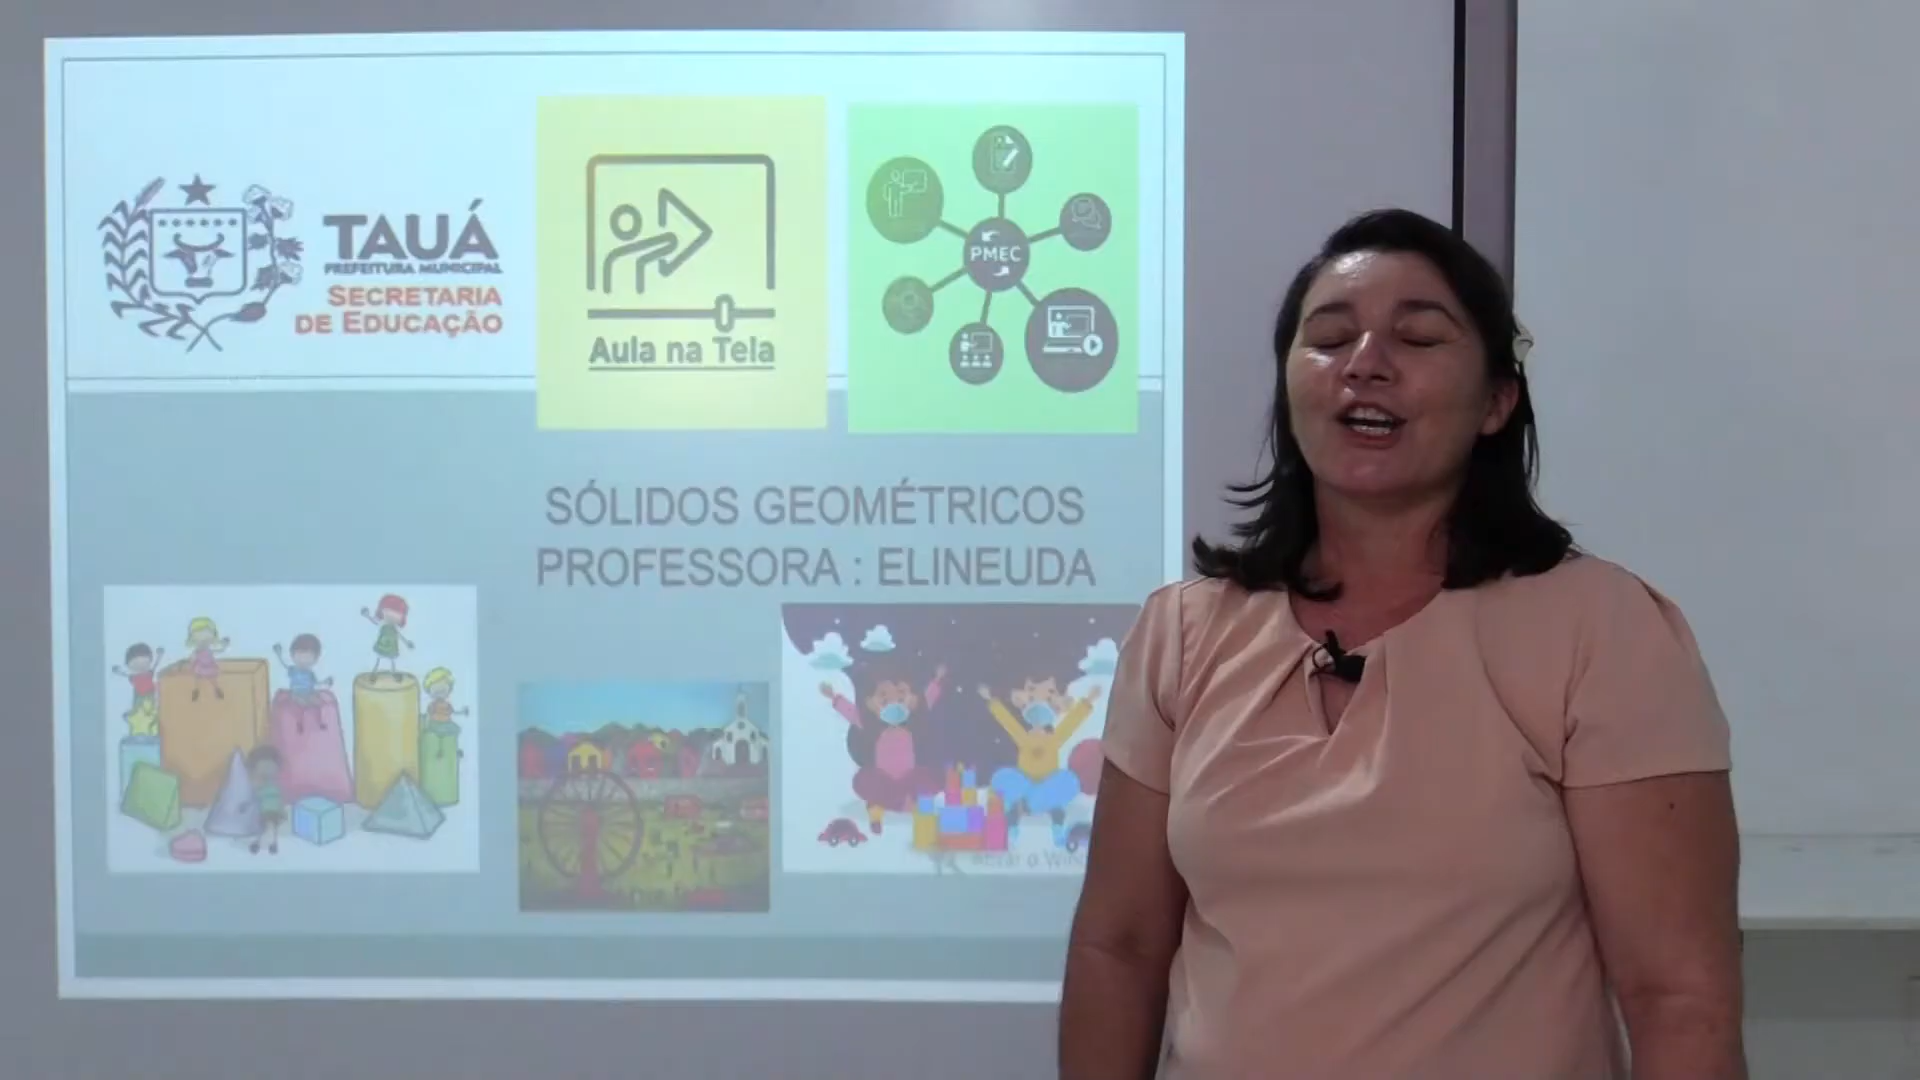 TAUÁ
PREFEITURA MUNICIPAL
SECRETARIA
DE EDUCAÇÃO
Aula na Tela
PMEC
SÓLIDOS GEOMÉTRICOS
PROFESSORA : ELINEUDA